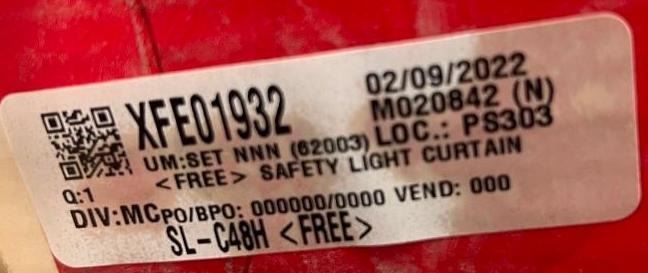 XFE01932
02/09/2022
M020842 (N)
UM:SET NNN (62003) LOC.: PS303
<FREE> SAFETY LIGHT CURTAIN
Q:1
DIV:MC PO/BPO: 000000/0000 VEND: 000
SL-C48H <FREE>